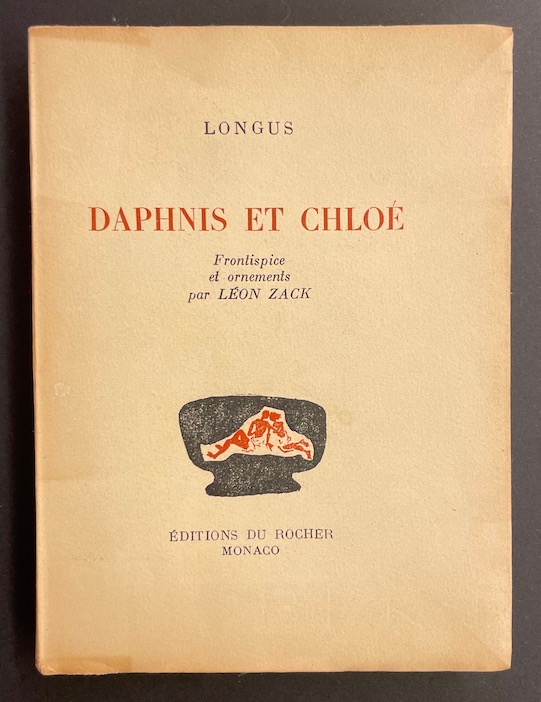 LONGUS
DAPHNIS ET CHLOÉ
Frontispice
et ornements
par LÉON ZACK
ÉDITIONS DU ROCHER
MONACO